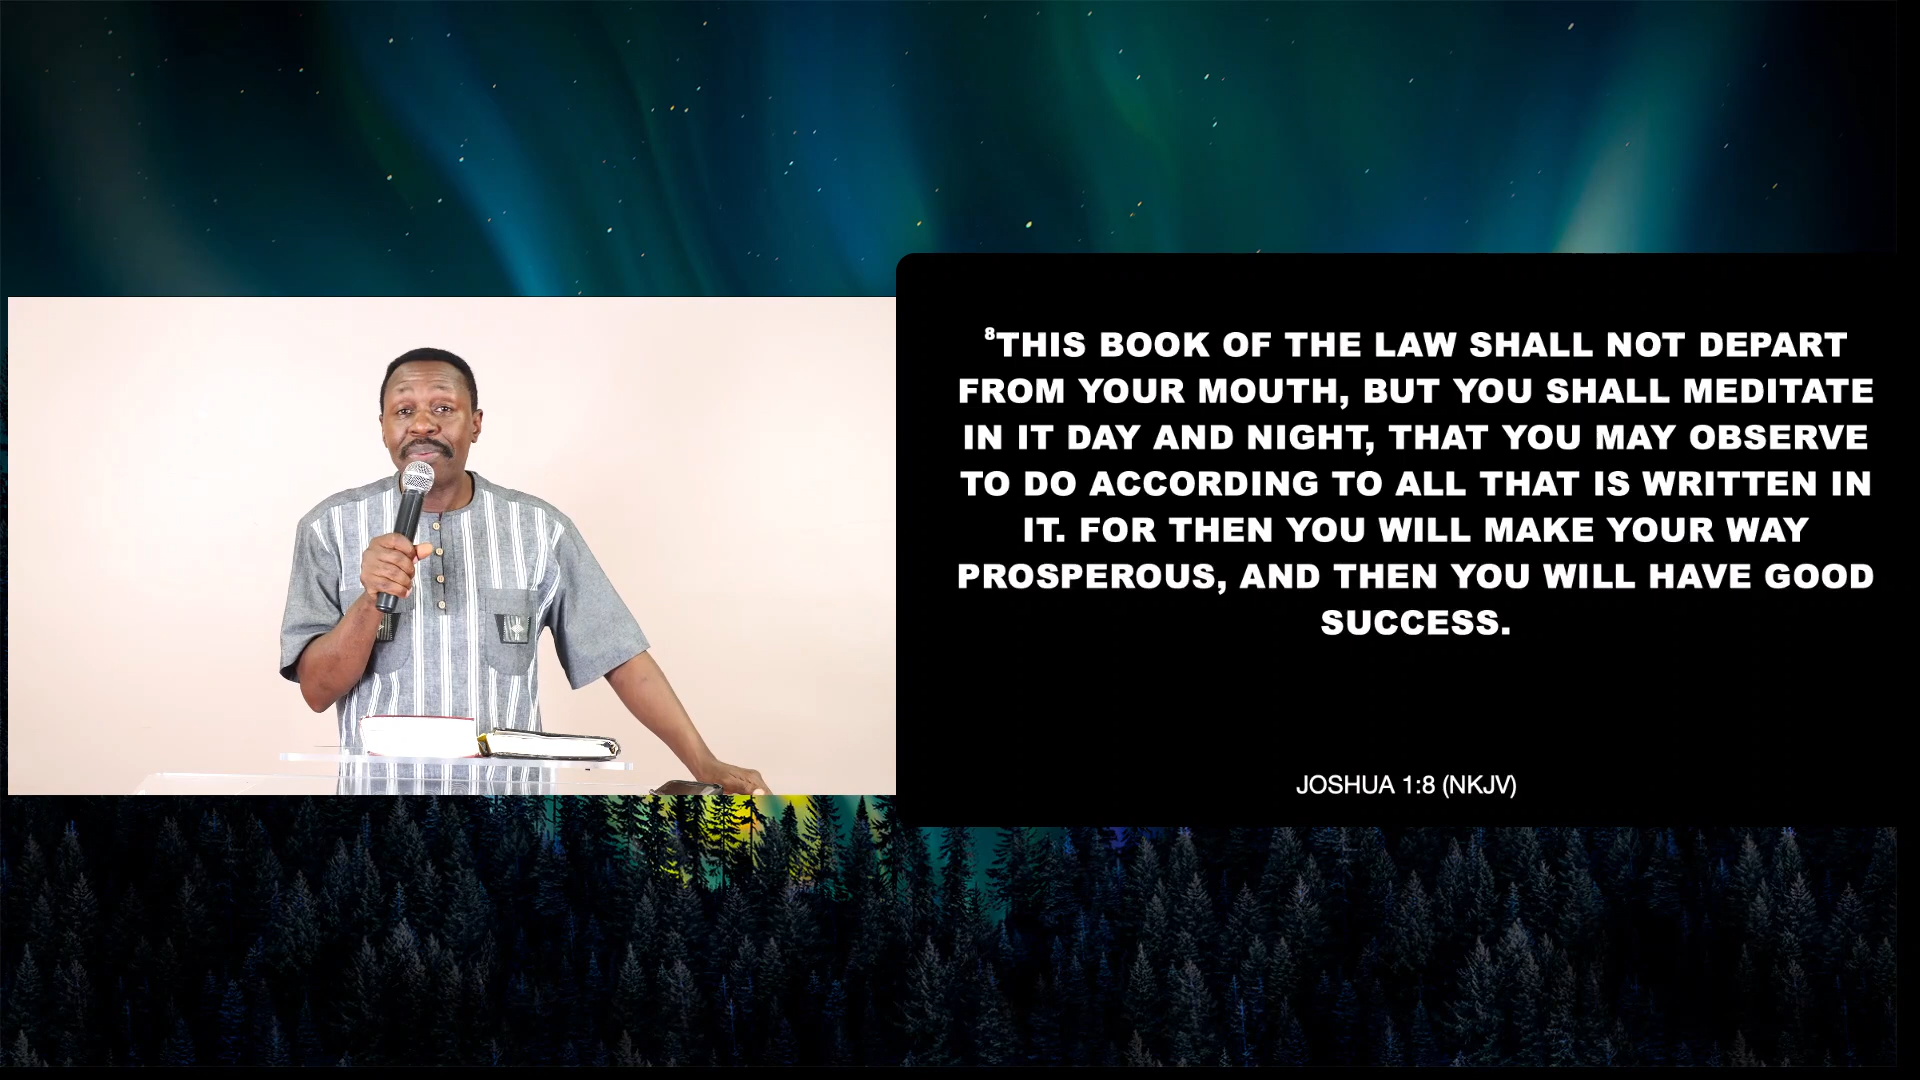 ⁸THIS BOOK OF THE LAW SHALL NOT DEPART
FROM YOUR MOUTH, BUT YOU SHALL MEDITATE
IN IT DAY AND NIGHT, THAT YOU MAY OBSERVE
TO DO ACCORDING TO ALL THAT IS WRITTEN IN
IT. FOR THEN YOU WILL MAKE YOUR WAY
PROSPEROUS, AND THEN YOU WILL HAVE GOOD
SUCCESS.
JOSHUA 1:8 (NKJV)